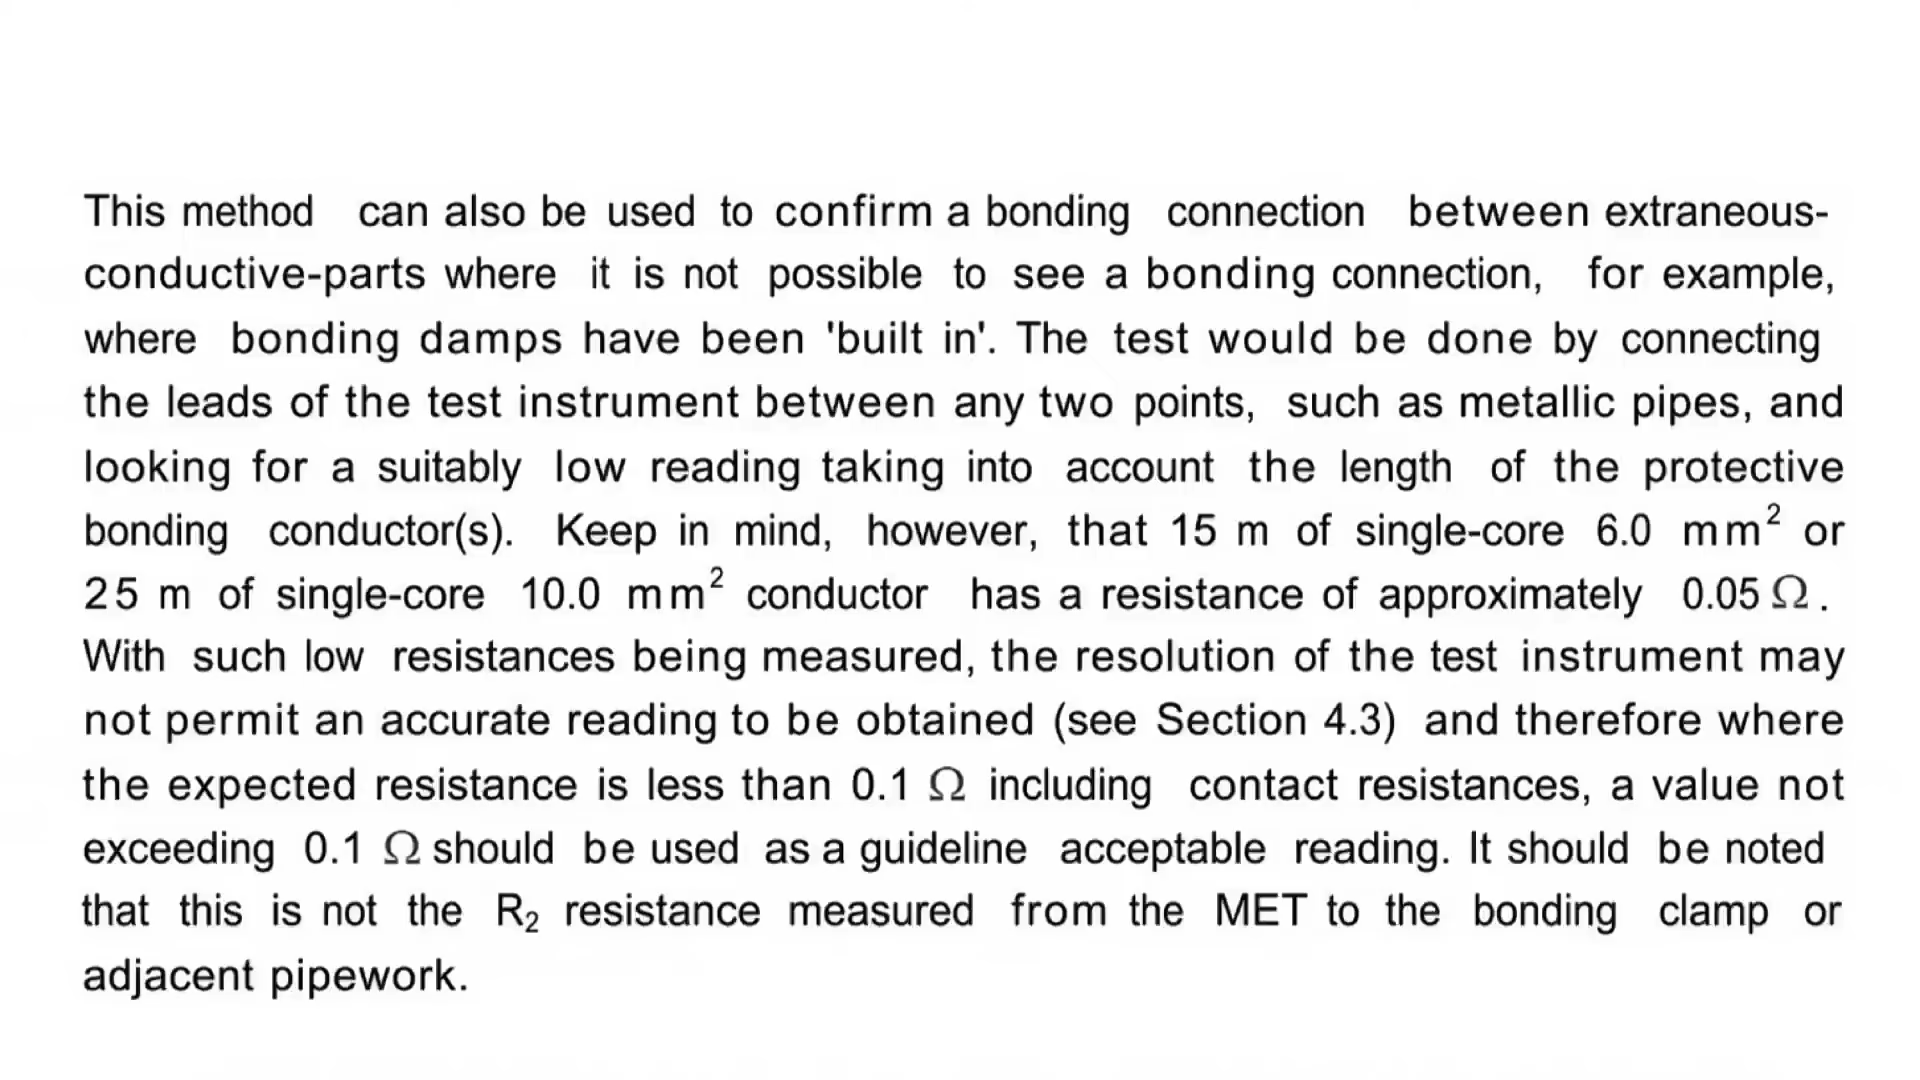 This method can also be used to confirm a bonding connection between extraneous-
conductive-parts where it is not possible to see a bonding connection, for example,
where bonding damps have been 'built in'. The test would be done by connecting
the leads of the test instrument between any two points, such as metallic pipes, and
looking for a suitably low reading taking into account the length of the protective
bonding conductor(s). Keep in mind, however, that 15 m of single-core 6.0 mm² or
25 m of single-core 10.0 mm² conductor has a resistance of approximately 0.05 Ω.
With such low resistances being measured, the resolution of the test instrument may
not permit an accurate reading to be obtained (see Section 4.3) and therefore where
the expected resistance is less than 0.1 Ω including contact resistances, a value not
exceeding 0.1 Ω should be used as a guideline acceptable reading. It should be noted
that this is not the R₂ resistance measured from the MET to the bonding clamp or
adjacent pipework.